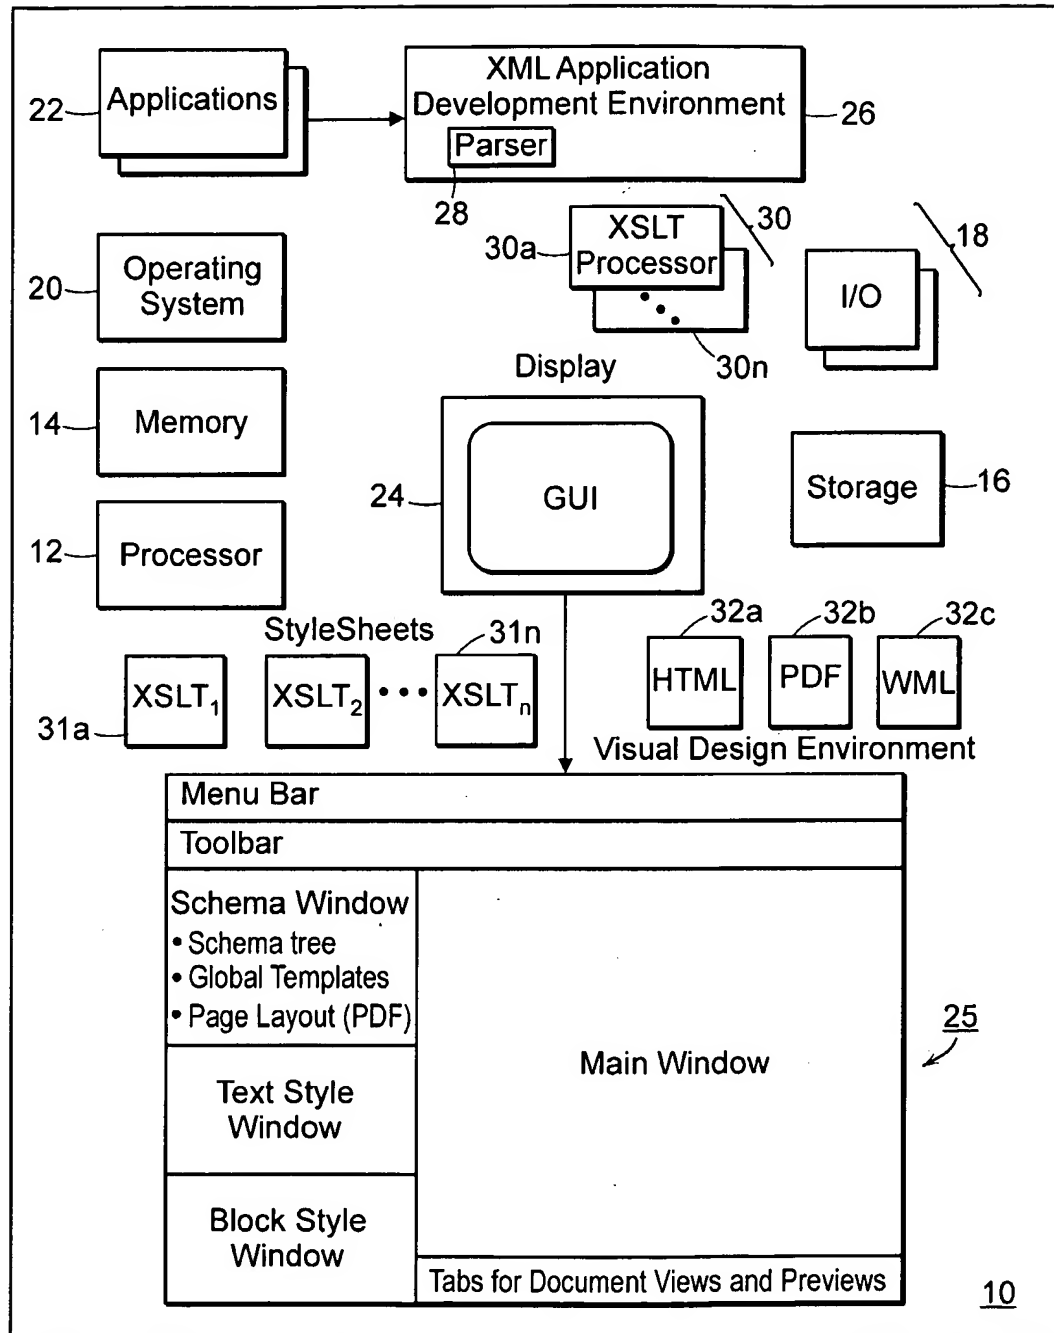 22
Applications
XML Application
Development Environment
26
Parser
28
30a
XSLT
Processor
30
30n
18
I/O
20
Operating
System
14
Memory
12
Processor
Display
24
GUI
Storage
16
StyleSheets
31a
XSLT1
XSLT2
• • •
XSLTn
31n
32a
HTML
32b
PDF
32c
WML
Visual Design Environment
Menu Bar
Toolbar
Schema Window
• Schema tree
• Global Templates
• Page Layout (PDF)
Text Style
Window
Block Style
Window
Main Window
Tabs for Document Views and Previews
25
10